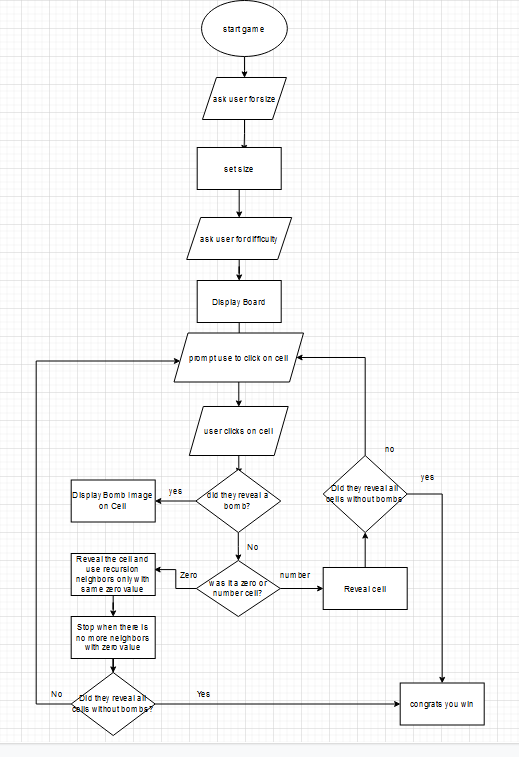 start game
ask user for size
set size
ask user for difficulty
Display Board
prompt use to click on cell
user clicks on cell
no
yes
did they reveal a
bomb?
yes
Display Bomb Image
on Cell
Did they reveal all
cells without bombs
No
Reveal the cell and
use recursion
neighbors only with
same zero value
Zero
was it a zero or
number cell?
number
Reveal cell
Stop when there is
no more neighbors
with zero value
No
Did they reveal all
cells without bombs?
Yes
congrats you win